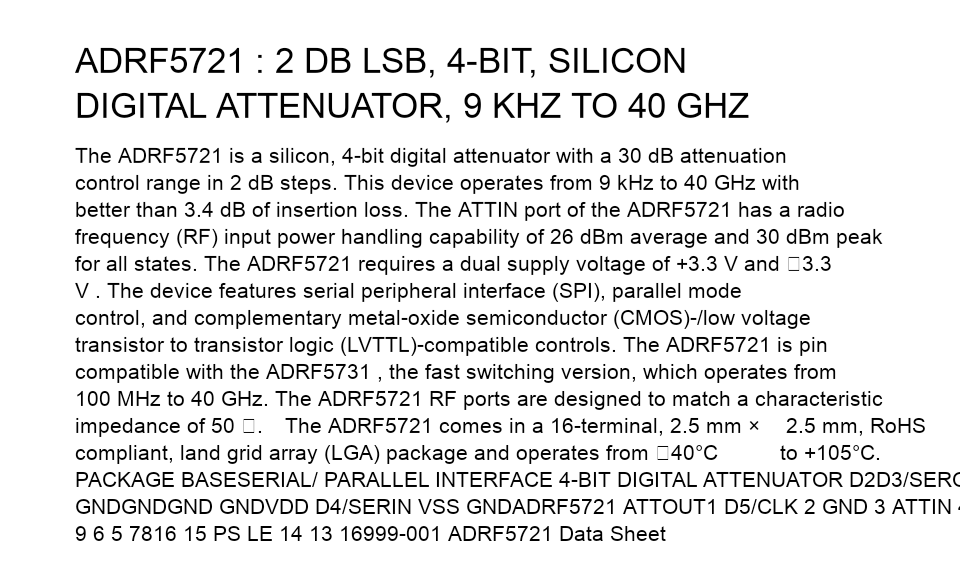 ADRF5721 : 2 DB LSB, 4-BIT, SILICON
DIGITAL ATTENUATOR, 9 KHZ TO 40 GHZ
The ADRF5721 is a silicon, 4-bit digital attenuator with a 30 dB attenuation
control range in 2 dB steps. This device operates from 9 kHz to 40 GHz with
better than 3.4 dB of insertion loss. The ATTIN port of the ADRF5721 has a radio
frequency (RF) input power handling capability of 26 dBm average and 30 dBm peak
for all states. The ADRF5721 requires a dual supply voltage of +3.3 V and □3.3
V . The device features serial peripheral interface (SPI), parallel mode
control, and complementary metal-oxide semiconductor (CMOS)-/low voltage
transistor to transistor logic (LVTTL)-compatible controls. The ADRF5721 is pin
compatible with the ADRF5731 , the fast switching version, which operates from
100 MHz to 40 GHz. The ADRF5721 RF ports are designed to match a characteristic
impedance of 50 □. The ADRF5721 comes in a 16-terminal, 2.5 mm × 2.5 mm, RoHS
compliant, land grid array (LGA) package and operates from □40°C to +105°C.
PACKAGE BASESERIAL/ PARALLEL INTERFACE 4-BIT DIGITAL ATTENUATOR D2D3/SERO
GNDGNDGND GNDVDD D4/SERIN VSS GNDADRF5721 ATTOUT1 D5/CLK 2 GND 3 ATTIN
9 6 5 7816 15 PS LE 14 13 16999-001 ADRF5721 Data Sheet